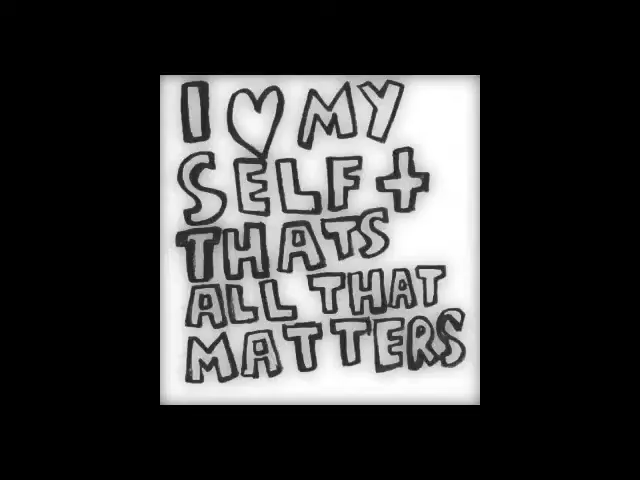 I ♡ MY
SELF +
THATS
ALL THAT
MATTERS